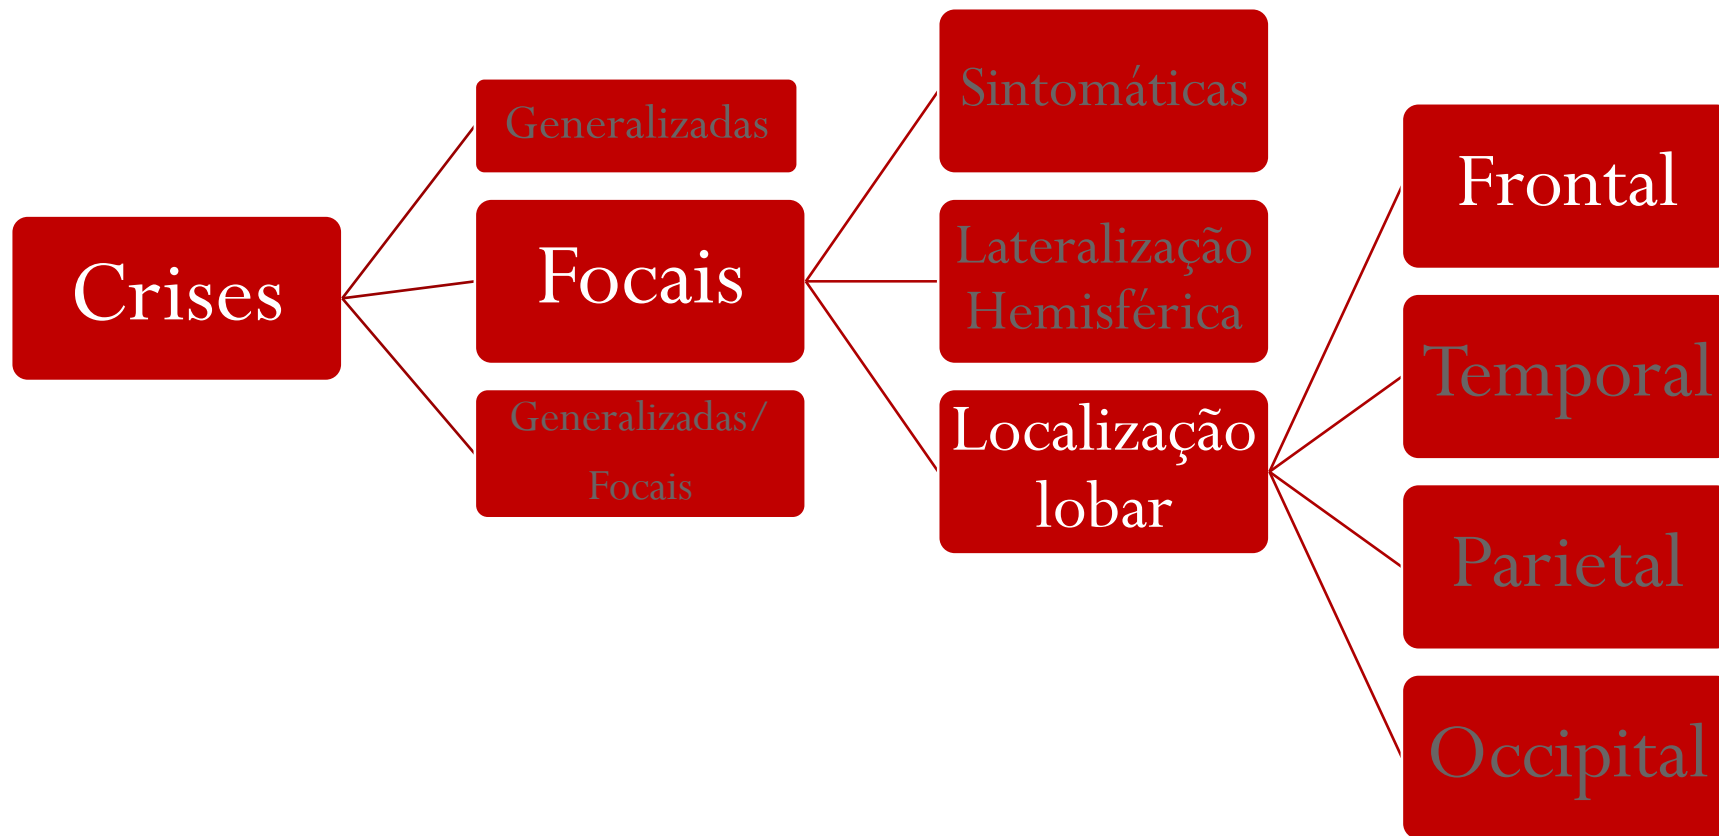 Crises
Generalizadas
Focais
Generalizadas/
Focais
Sintomáticas
Lateralização
Hemisférica
Localização
lobar
Frontal
Temporal
Parietal
Occipital